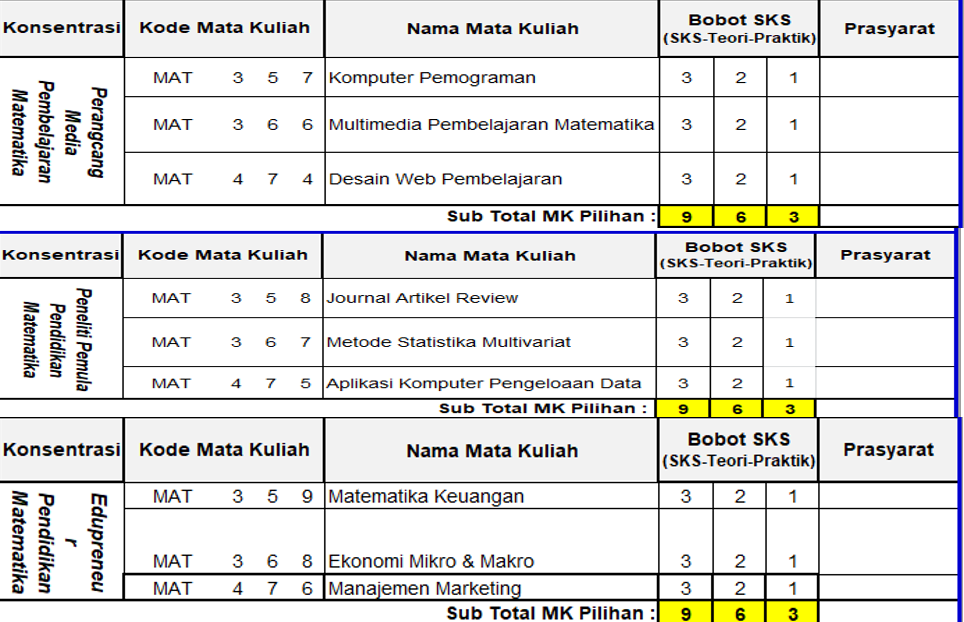 Konsentrasi Kode Mata Kuliah Nama Mata Kuliah Bobot SKS (SKS-Teori-Praktik) Prasyarat
Perangcang Media Pembelajaran Matematika
MAT 3 5 7 Komputer Pemograman 3 2 1
MAT 3 6 6 Multimedia Pembelajaran Matematika 3 2 1
MAT 4 7 4 Desain Web Pembelajaran 3 2 1
Sub Total MK Pilihan : 9 6 3
Konsentrasi Kode Mata Kuliah Nama Mata Kuliah Bobot SKS (SKS-Teori-Praktik) Prasyarat
Peneliti Pemula Pendidikan Matematika
MAT 3 5 8 Journal Artikel Review 3 2 1
MAT 3 6 7 Metode Statistika Multivariat 3 2 1
MAT 4 7 5 Aplikasi Komputer Pengeloaan Data 3 2 1
Sub Total MK Pilihan : 9 6 3
Konsentrasi Kode Mata Kuliah Nama Mata Kuliah Bobot SKS (SKS-Teori-Praktik) Prasyarat
Edupreneu r Pendidikan Matematika
MAT 3 5 9 Matematika Keuangan 3 2 1
MAT 3 6 8 Ekonomi Mikro & Makro 3 2 1
MAT 4 7 6 Manajemen Marketing 3 2 1
Sub Total MK Pilihan : 9 6 3